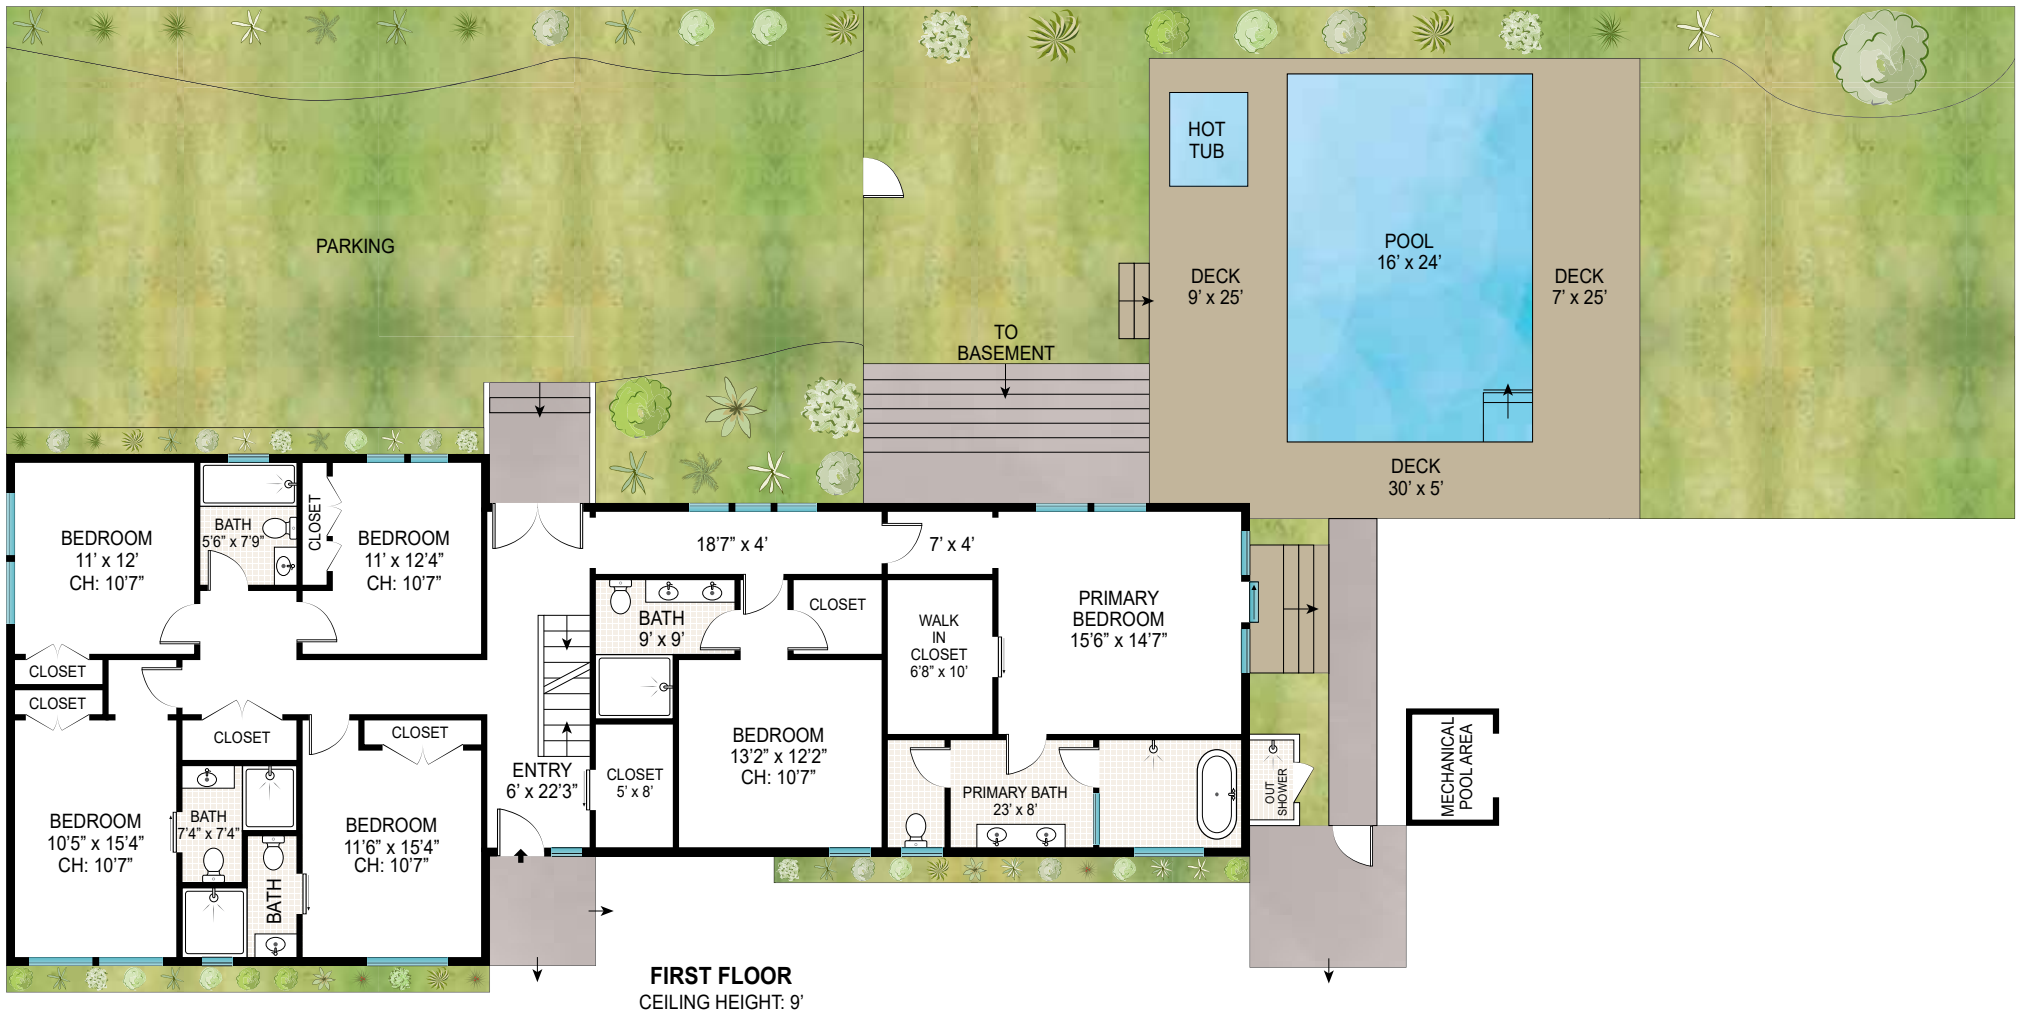 HOT
TUB
PARKING
POOL
16’ x 24’
DECK
9’ x 25’
DECK
7’ x 25’
TO
BASEMENT
DECK
30’ x 5’
BEDROOM
11’ x 12’
CH: 10’7”
BATH
5’6” x 7’9”
CLOSET
BEDROOM
11’ x 12’4”
CH: 10’7”
18’7” x 4’
7’ x 4’
BATH
9’ x 9’
CLOSET
WALK
IN
CLOSET
6’8” x 10’
PRIMARY
BEDROOM
15’6” x 14’7”
CLOSET
CLOSET
CLOSET
CLOSET
BEDROOM
10’5” x 15’4”
CH: 10’7”
BATH
7’4” x 7’4”
BATH
BEDROOM
11’6” x 15’4”
CH: 10’7”
ENTRY
6’ x 22’3”
CLOSET
5’ x 8’
BEDROOM
13’2” x 12’2”
CH: 10’7”
PRIMARY BATH
23’ x 8’
OUT
SHOWER
MECHANICAL
POOL AREA
FIRST FLOOR
CEILING HEIGHT: 9’